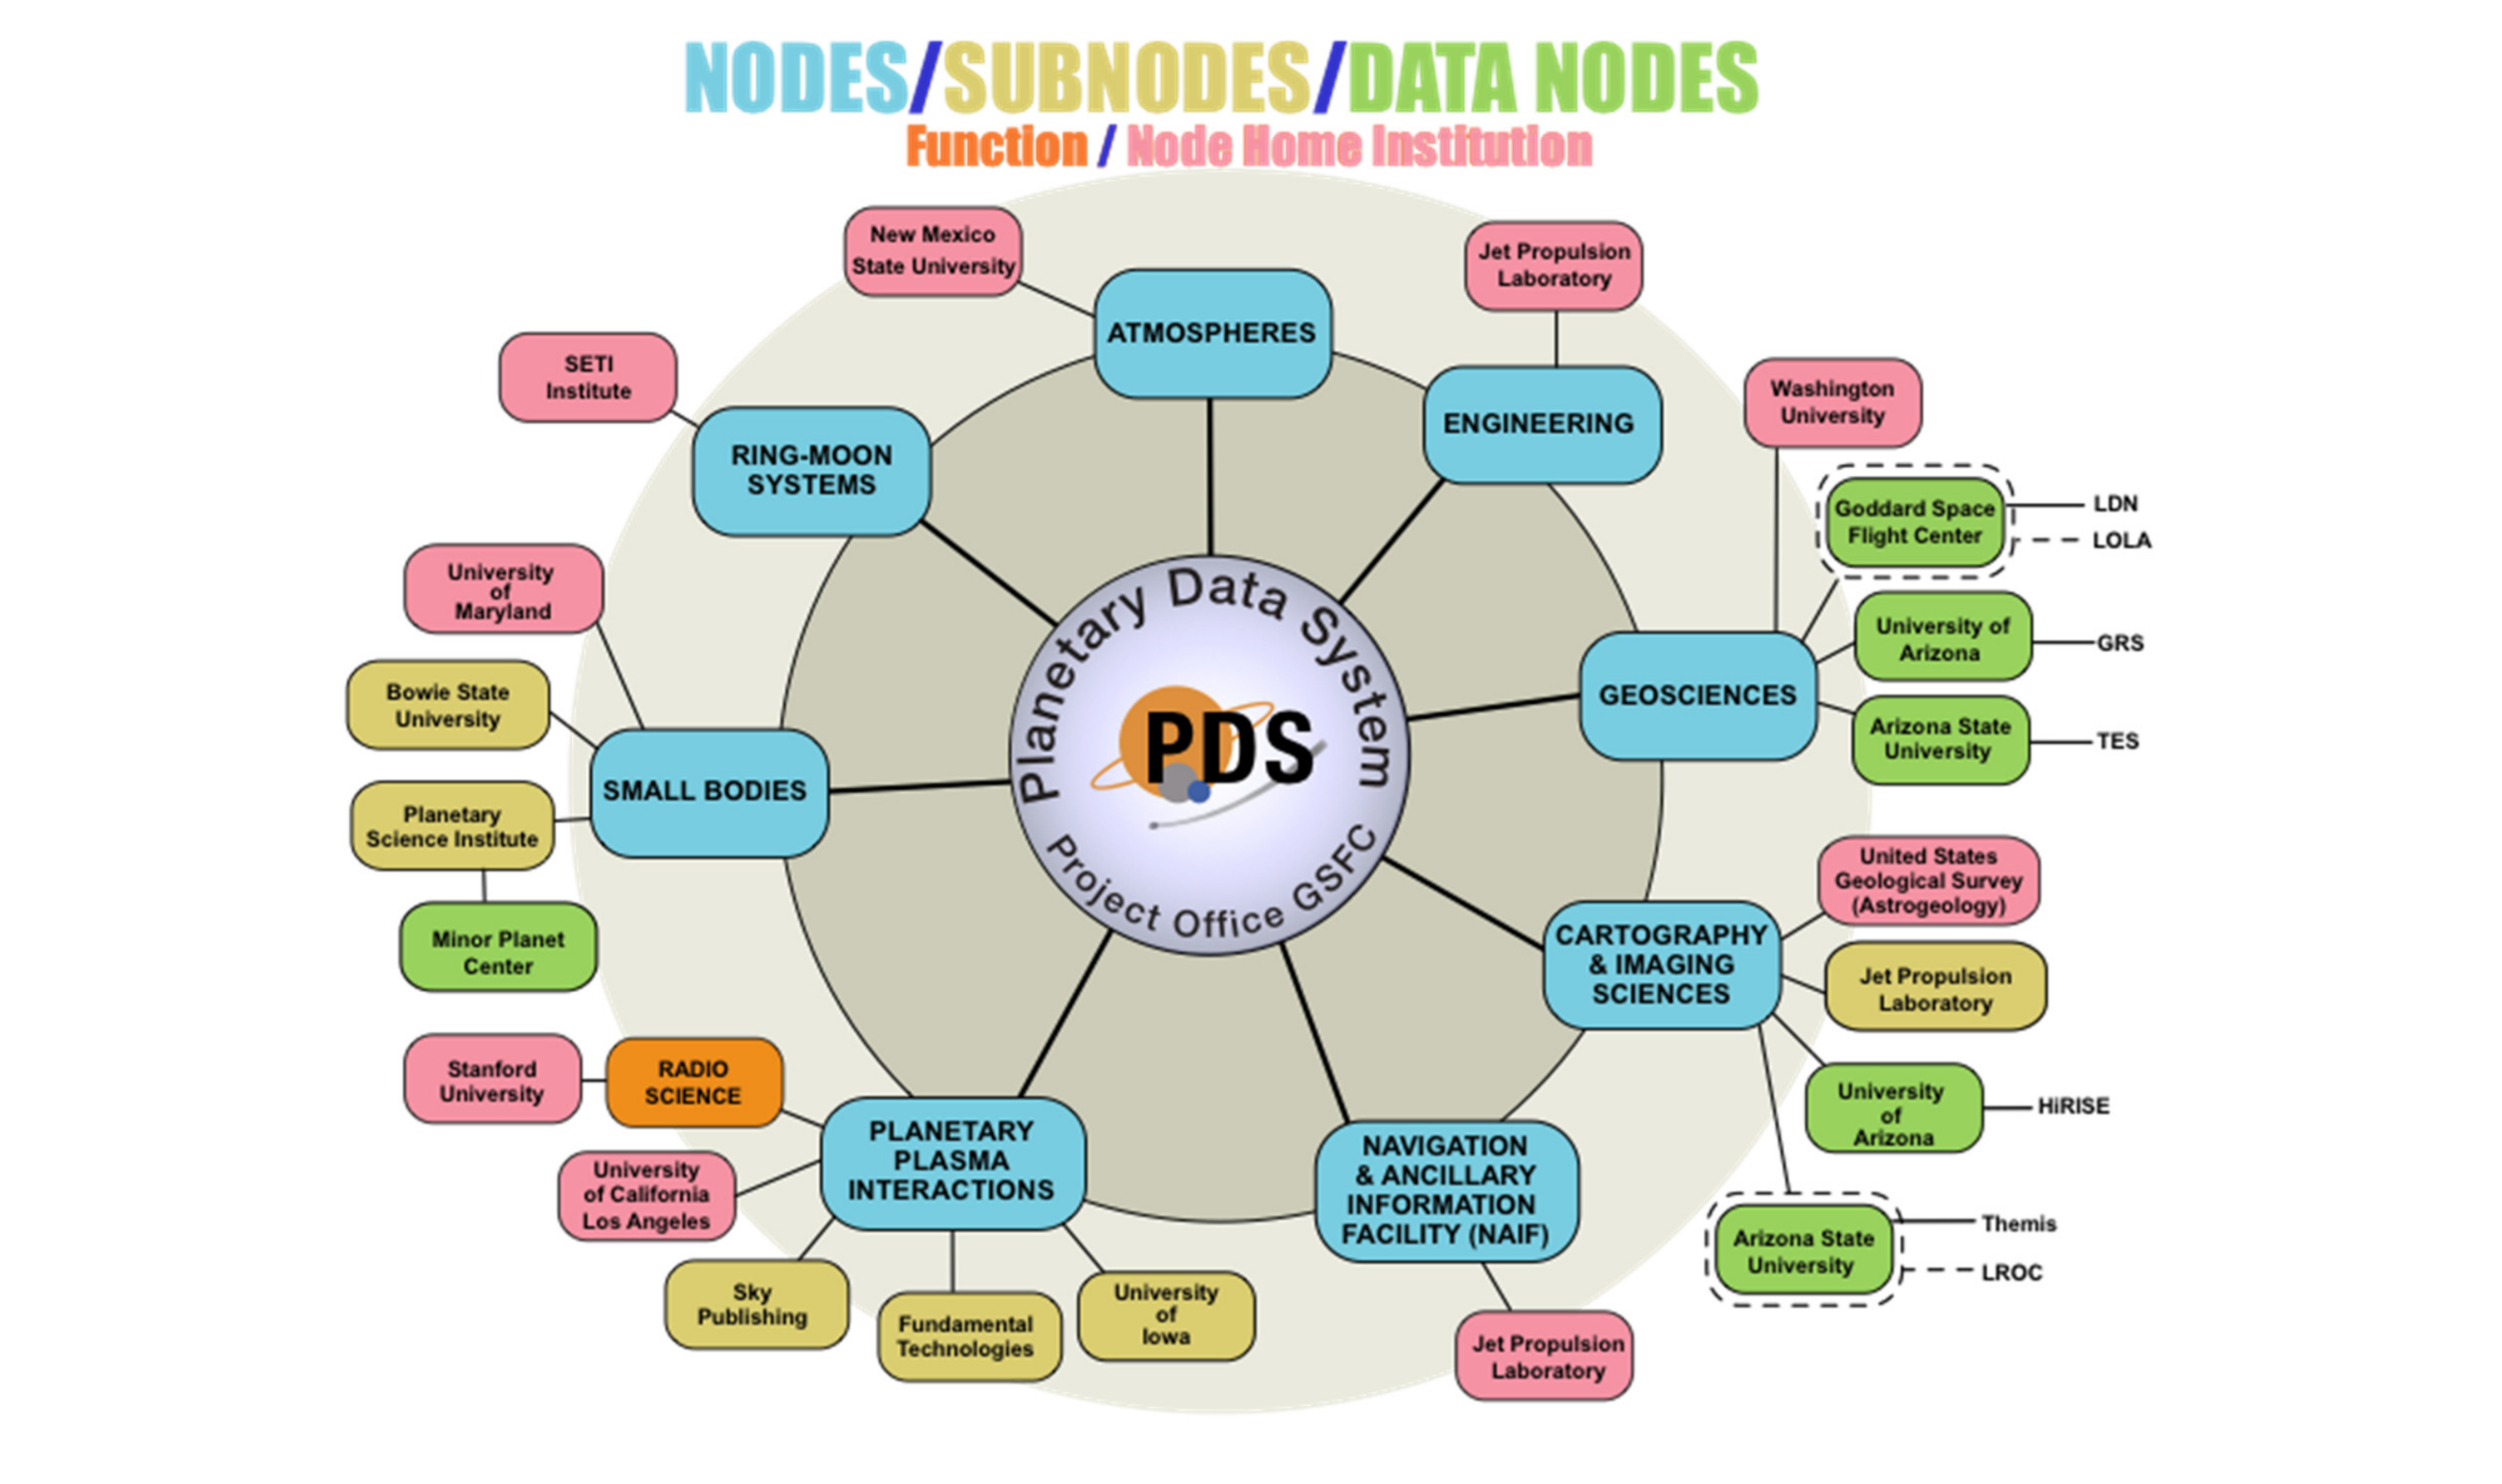 NODES/SUBNODES/DATA NODES
Function / Node Home Institution
New Mexico
State University
Jet Propulsion
Laboratory
ATMOSPHERES
SETI
Institute
ENGINEERING
Washington
University
RING-MOON
SYSTEMS
Goddard Space
Flight Center
LDN
LOLA
University
of
Maryland
University of
Arizona
GRS
Planetary Data System
PDS
Project Office GSFC
Bowie State
University
GEOSCIENCES
Arizona State
University
TES
SMALL BODIES
Planetary
Science Institute
United States
Geological Survey
(Astrogeology)
Minor Planet
Center
CARTOGRAPHY
& IMAGING
SCIENCES
Jet Propulsion
Laboratory
Stanford
University
RADIO
SCIENCE
University
of
Arizona
HiRISE
PLANETARY
PLASMA
INTERACTIONS
NAVIGATION
& ANCILLARY
INFORMATION
FACILITY (NAIF)
University
of California
Los Angeles
Arizona State
University
Themis
LROC
Sky
Publishing
Fundamental
Technologies
University
of
Iowa
Jet Propulsion
Laboratory